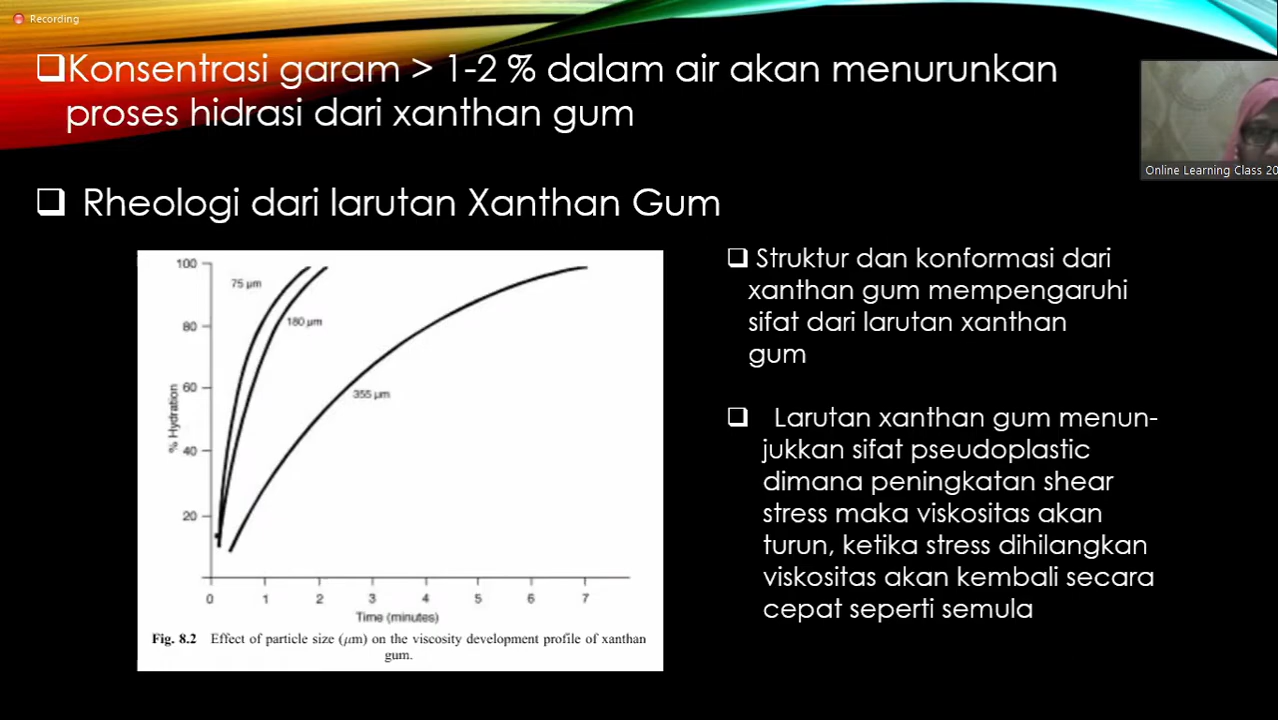 Recording
Konsentrasi garam > 1-2 % dalam air akan menurunkan
proses hidrasi dari xanthan gum
Online Learning Class 20
Rheologi dari larutan Xanthan Gum
100
80
60
40
20
% Hydration
75 µm
180 µm
355 µm
0 1 2 3 4 5 6 7
Time (minutes)
Fig. 8.2 Effect of particle size (µm) on the viscosity development profile of xanthan
gum.
Struktur dan konformasi dari
xanthan gum mempengaruhi
sifat dari larutan xanthan
gum
Larutan xanthan gum menun-
jukkan sifat pseudoplastic
dimana peningkatan shear
stress maka viskositas akan
turun, ketika stress dihilangkan
viskositas akan kembali secara
cepat seperti semula